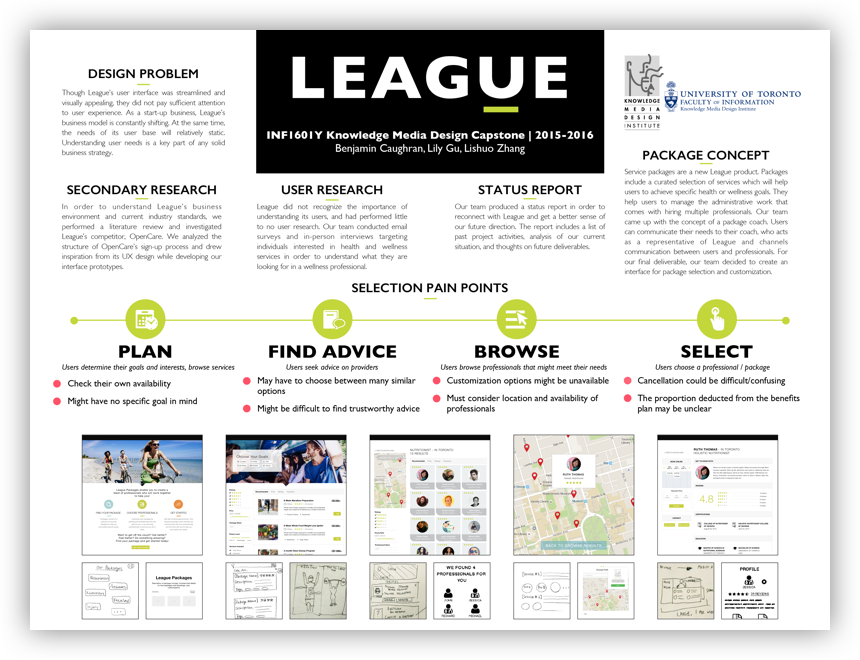 LEAGUE
INF1601Y Knowledge Media Design Capstone | 2015-2016
Benjamin Caughran, Lily Gu, Lishuo Zhang
KNOWLEDGE
MEDIA
DESIGN
INSTITUTE
UNIVERSITY OF TORONTO
FACULTY OF INFORMATION
Knowledge Media Design Institute
DESIGN PROBLEM
Though League's user interface was streamlined and
visually appealing, they did not pay sufficient attention
to user experience. As a start-up business, League's
business model is constantly shifting. At the same time,
the needs of its user base will relatively static.
Understanding user needs is a key part of any solid
business strategy.
SECONDARY RESEARCH
In order to understand League's business
environment and current industry standards, we
performed a literature review and investigated
League's competitor, OpenCare. We analyzed the
structure of OpenCare's sign-up process and drew
inspiration from its UX design while developing our
interface prototypes.
USER RESEARCH
League did not recognize the importance of
understanding its users, and had performed little
to no user research. Our team conducted email
surveys and in-person interviews targeting
individuals interested in health and wellness
services in order to understand what they are
looking for in a wellness professional.
STATUS REPORT
Our team produced a status report in order to
reconnect with League and get a better sense of
our future direction. The report includes a list of
past project activities, analysis of our current
situation, and thoughts on future deliverables.
PACKAGE CONCEPT
Service packages are a new League product. Packages
include a curated selection of services which will help
users to achieve specific health or wellness goals. They
help users to manage the administrative work that
comes with hiring multiple professionals. Our team
came up with the concept of a package coach. Users
can communicate their needs to their coach, who acts
as a representative of League and channels
communication between users and professionals. For
our final deliverable, our team decided to create an
interface for package selection and customization.
SELECTION PAIN POINTS
PLAN
Users determine their goals and interests, browse services
Check their own availability
Might have no specific goal in mind
FIND ADVICE
Users seek advice on providers
May have to choose between many similar
options
Might be difficult to find trustworthy advice
BROWSE
Users browse professionals that might meet their needs
Customization options might be unavailable
Must consider location and availability of
professionals
SELECT
Users choose a professional / package
Cancellation could be difficult/confusing
The proportion deducted from the benefits
plan may be unclear
Choose Your Goals
RUTH THOMAS
BACK TO BROWSE RESULTS
RUTH THOMAS
4.8
League Packages
WE FOUND 4
PROFESSIONALS FOR
YOU
JOHN
JESSICA
RICHARD
MICHAEL
PROFILE
JESSICA